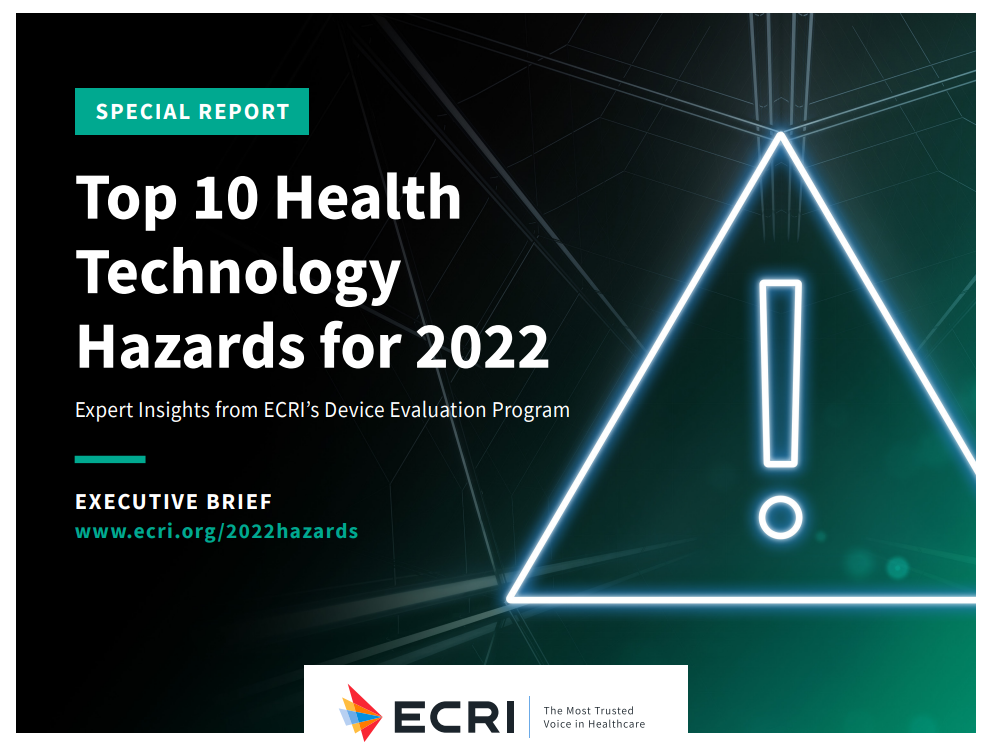 SPECIAL REPORT
Top 10 Health
Technology
Hazards for 2022
Expert Insights from ECRI’s Device Evaluation Program
EXECUTIVE BRIEF
www.ecri.org/2022hazards
ECRI
The Most Trusted
Voice in Healthcare